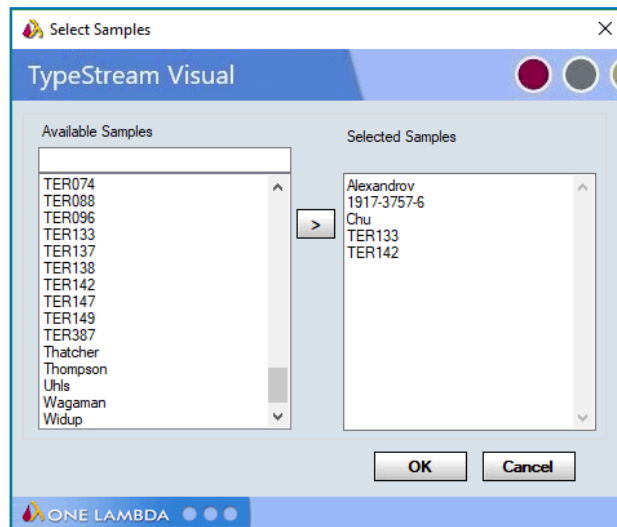 Select Samples
TypeStream Visual
Available Samples
TER074
TER088
TER096
TER133
TER137
TER138
TER142
TER147
TER149
TER387
Thatcher
Thompson
Uhls
Wagaman
Widup
>
Selected Samples
Alexandrov
1917-3757-6
Chu
TER133
TER142
OK
Cancel
ONE LAMBDA